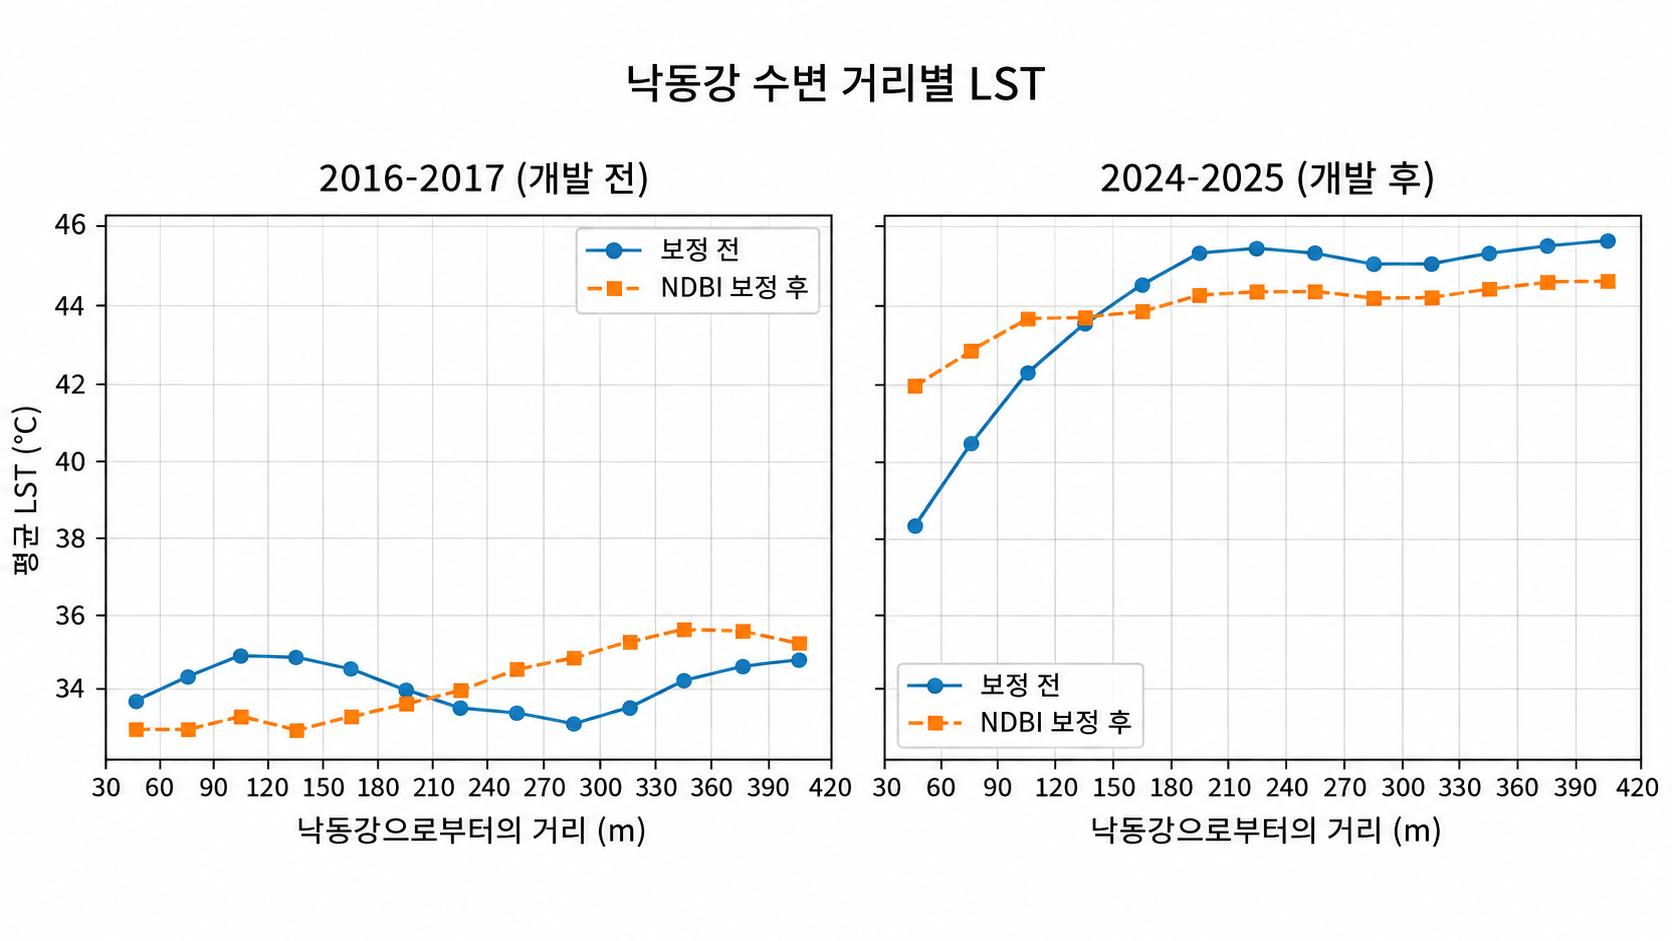 낙동강 수변 거리별 LST
2016-2017 (개발 전)
46
44
42
40
38
36
34
평균 LST (°C)
보정 전
NDBI 보정 후
30 60 90 120 150 180 210 240 270 300 330 360 390 420
낙동강으로부터의 거리 (m)
2024-2025 (개발 후)
보정 전
NDBI 보정 후
30 60 90 120 150 180 210 240 270 300 330 360 390 420
낙동강으로부터의 거리 (m)